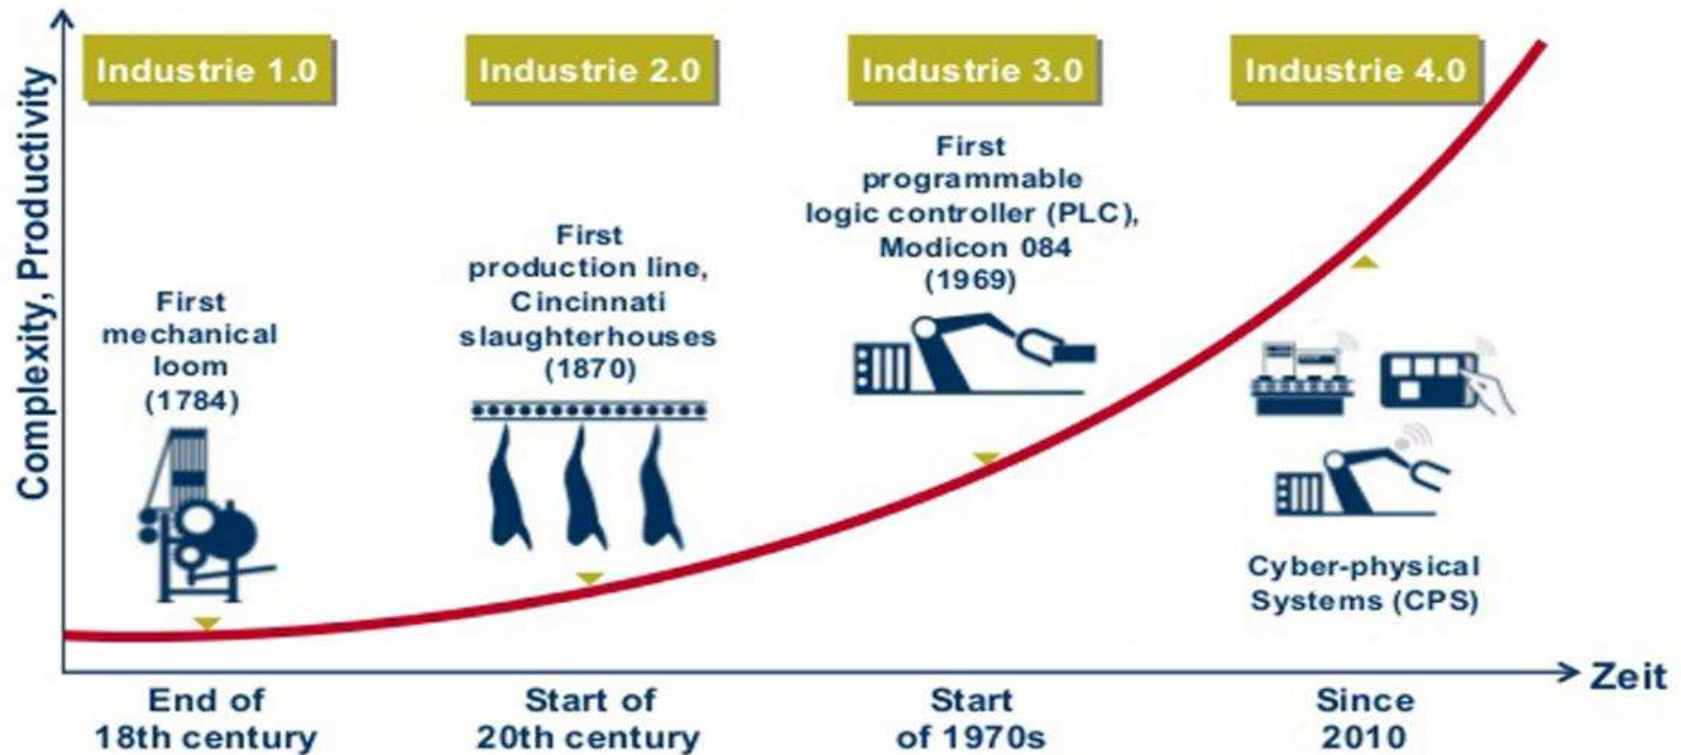 Complexity, Productivity
Industrie 1.0
First
mechanical
loom
(1784)
End of
18th century
Industrie 2.0
First
production line,
Cincinnati
slaughterhouses
(1870)
Start of
20th century
Industrie 3.0
First
programmable
logic controller (PLC),
Modicon 084
(1969)
Start
of 1970s
Industrie 4.0
Cyber-physical
Systems (CPS)
Since
2010
Zeit